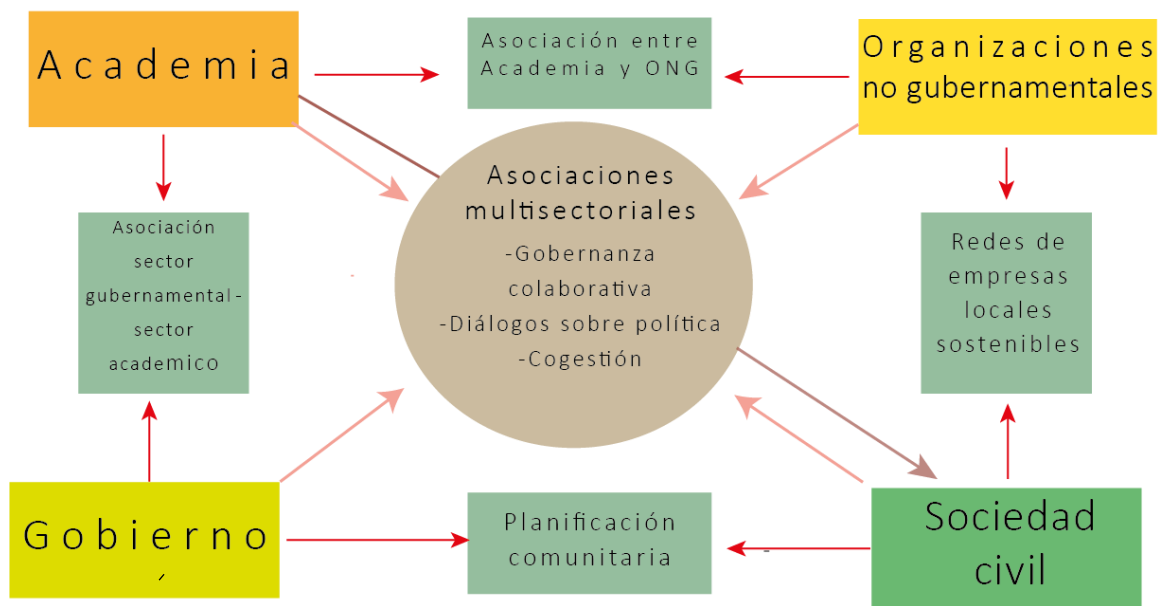 Academia
Asociación entre
Academia y ONG
Organizaciones
no gubernamentales
Asociaciones
multisectoriales
-Gobernanza
colaborativa
-Diálogos sobre política
-Cogestión
Asociación
sector
gubernamental-
sector
academico
Redes de
empresas
locales
sostenibles
Gobierno
Planificación
comunitaria
Sociedad
civil